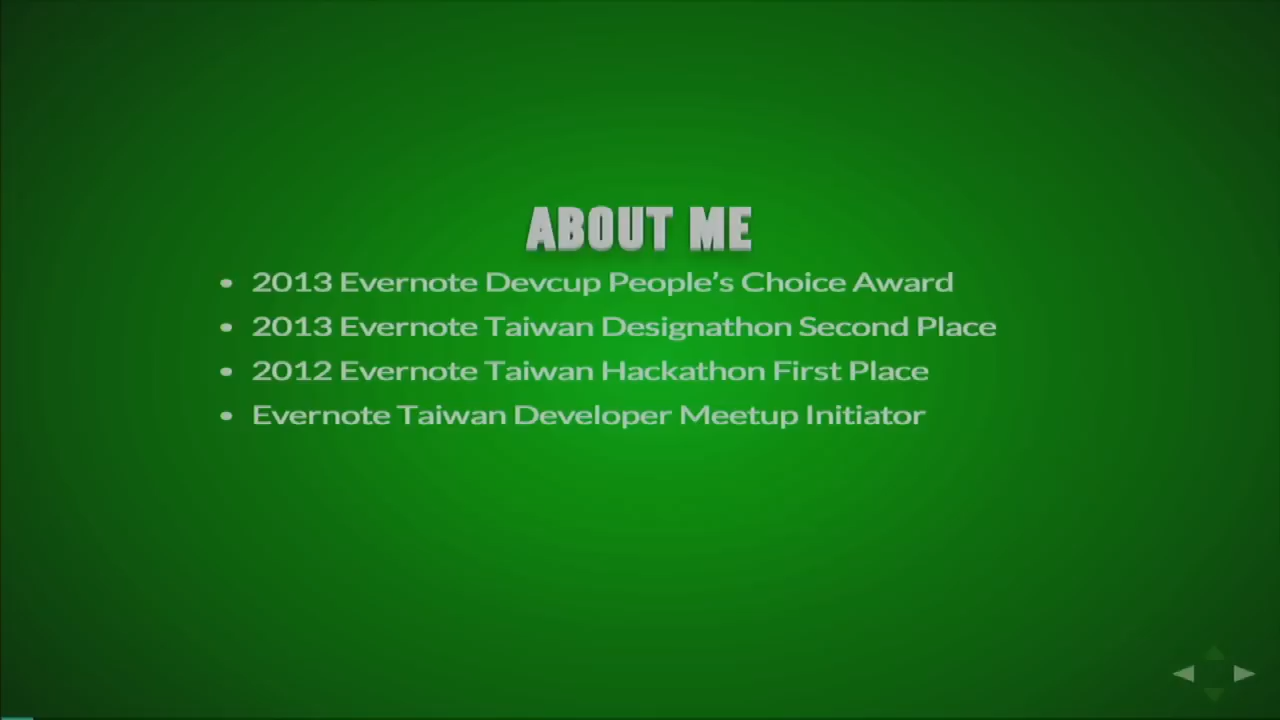 ABOUT ME
• 2013 Evernote Devcup People’s Choice Award
• 2013 Evernote Taiwan Designathon Second Place
• 2012 Evernote Taiwan Hackathon First Place
• Evernote Taiwan Developer Meetup Initiator